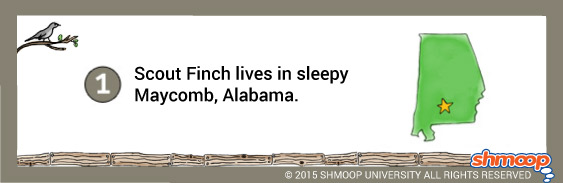 1
Scout Finch lives in sleepy
Maycomb, Alabama.
shmoop
© 2015 SHMOOP UNIVERSITY ALL RIGHTS RESERVED